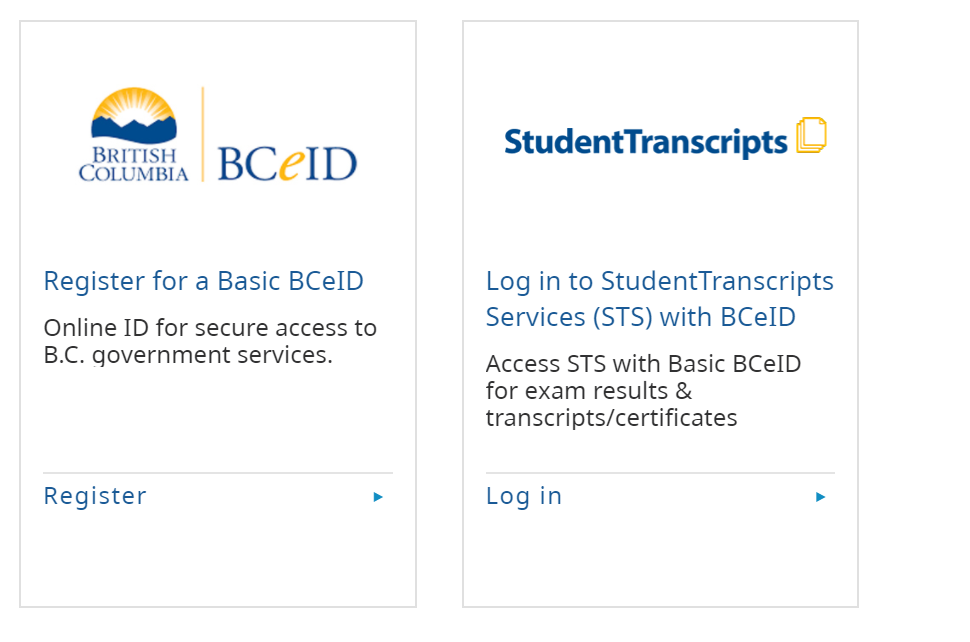 BRITISH
COLUMBIA
BCeID
Register for a Basic BCeID
Online ID for secure access to
B.C. government services.
Register
StudentTranscripts
Log in to StudentTranscripts
Services (STS) with BCeID
Access STS with Basic BCeID
for exam results &
transcripts/certificates
Log in